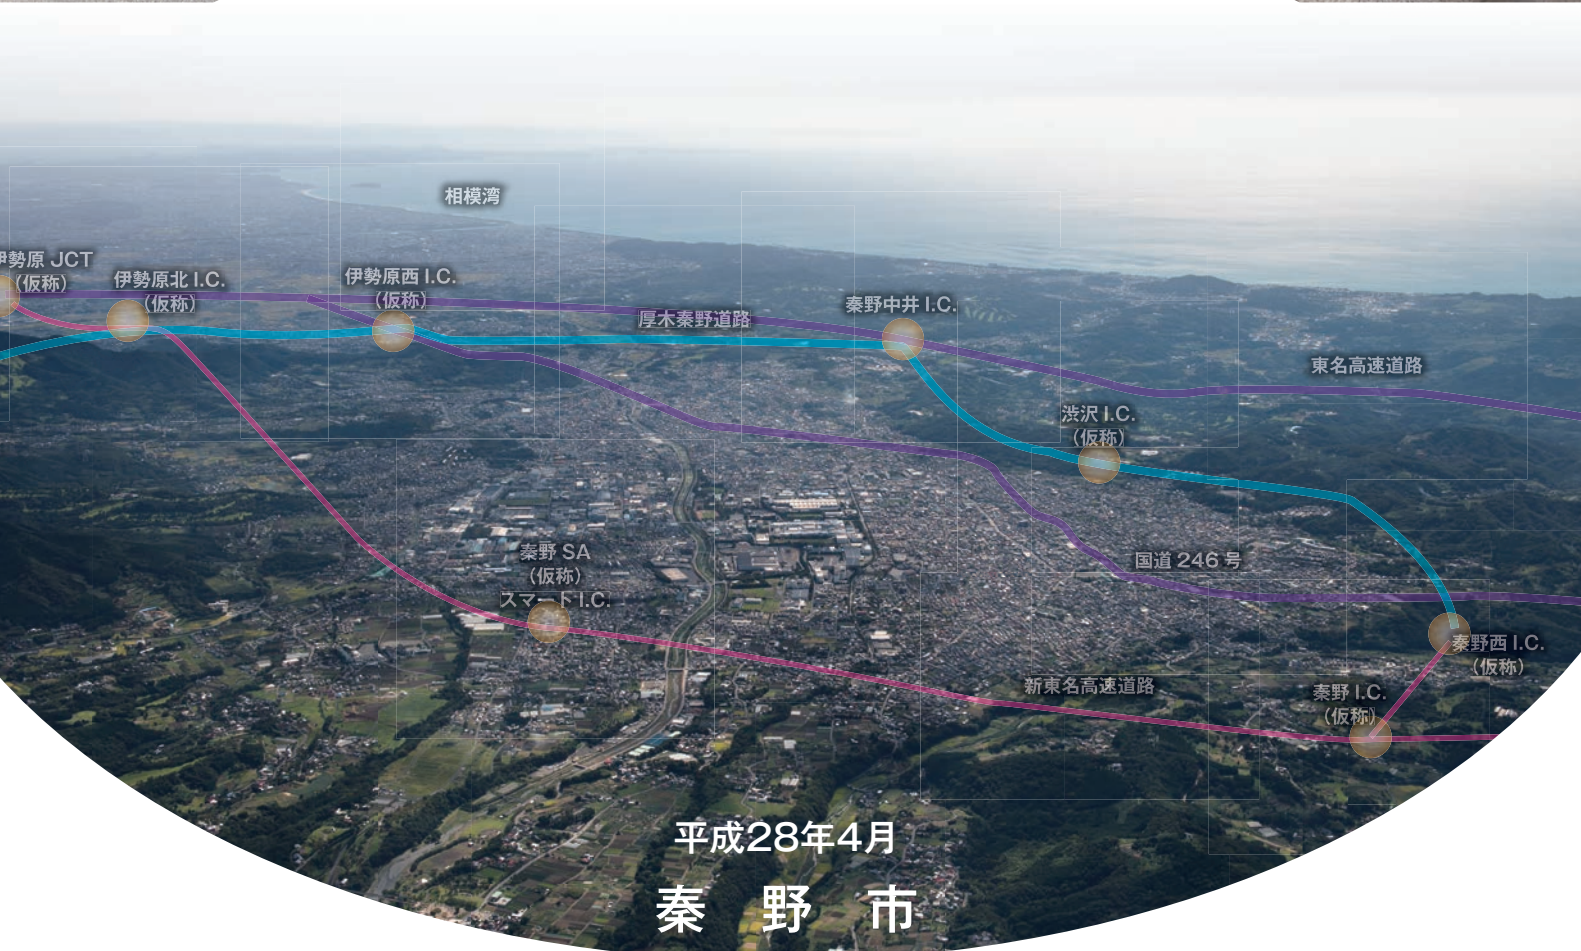 相模湾
伊勢原 JCT
（仮称）
伊勢原北 I.C.
（仮称）
伊勢原西 I.C.
（仮称）
秦野中井 I.C.
厚木秦野道路
東名高速道路
渋沢 I.C.
（仮称）
秦野 SA
（仮称）
スマート I.C.
国道 246 号
秦野西 I.C.
（仮称）
新東名高速道路
秦野 I.C.
（仮称）
平成28年4月
秦 野 市